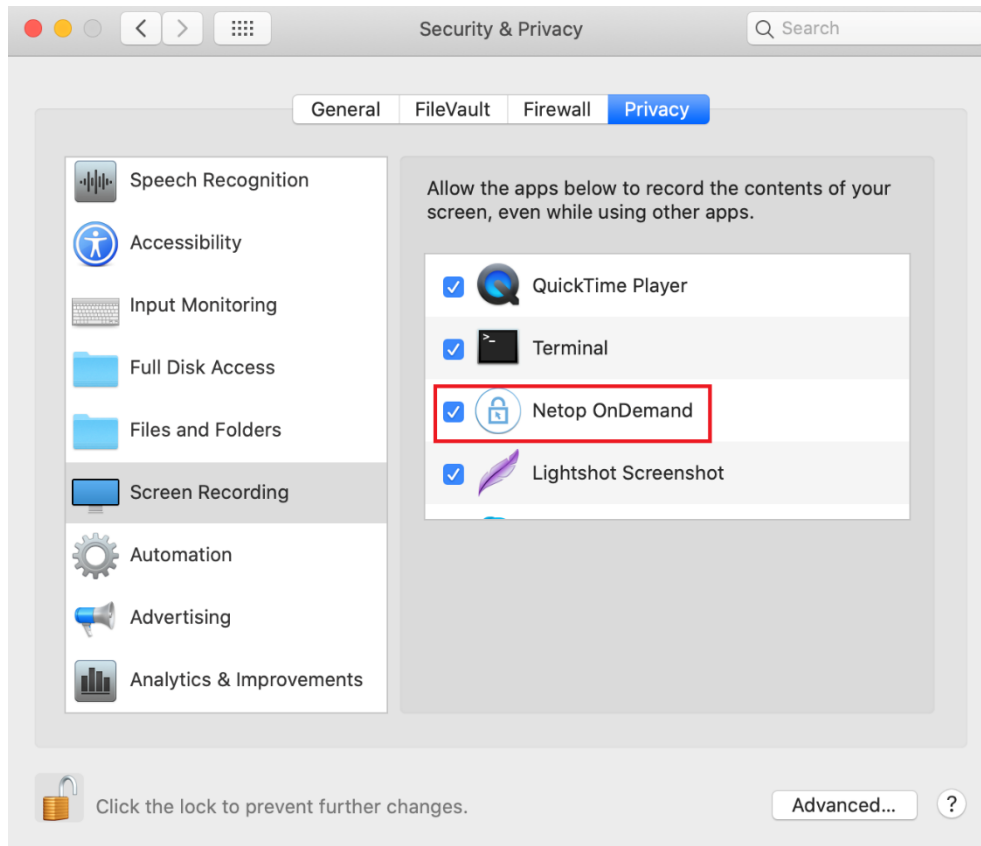 Security & Privacy
Search
General
FileVault
Firewall
Privacy
Speech Recognition
Accessibility
Input Monitoring
Full Disk Access
Files and Folders
Screen Recording
Automation
Advertising
Analytics & Improvements
Allow the apps below to record the contents of your
screen, even while using other apps.
QuickTime Player
>_
Terminal
Netop OnDemand
Lightshot Screenshot
Click the lock to prevent further changes.
Advanced...
?